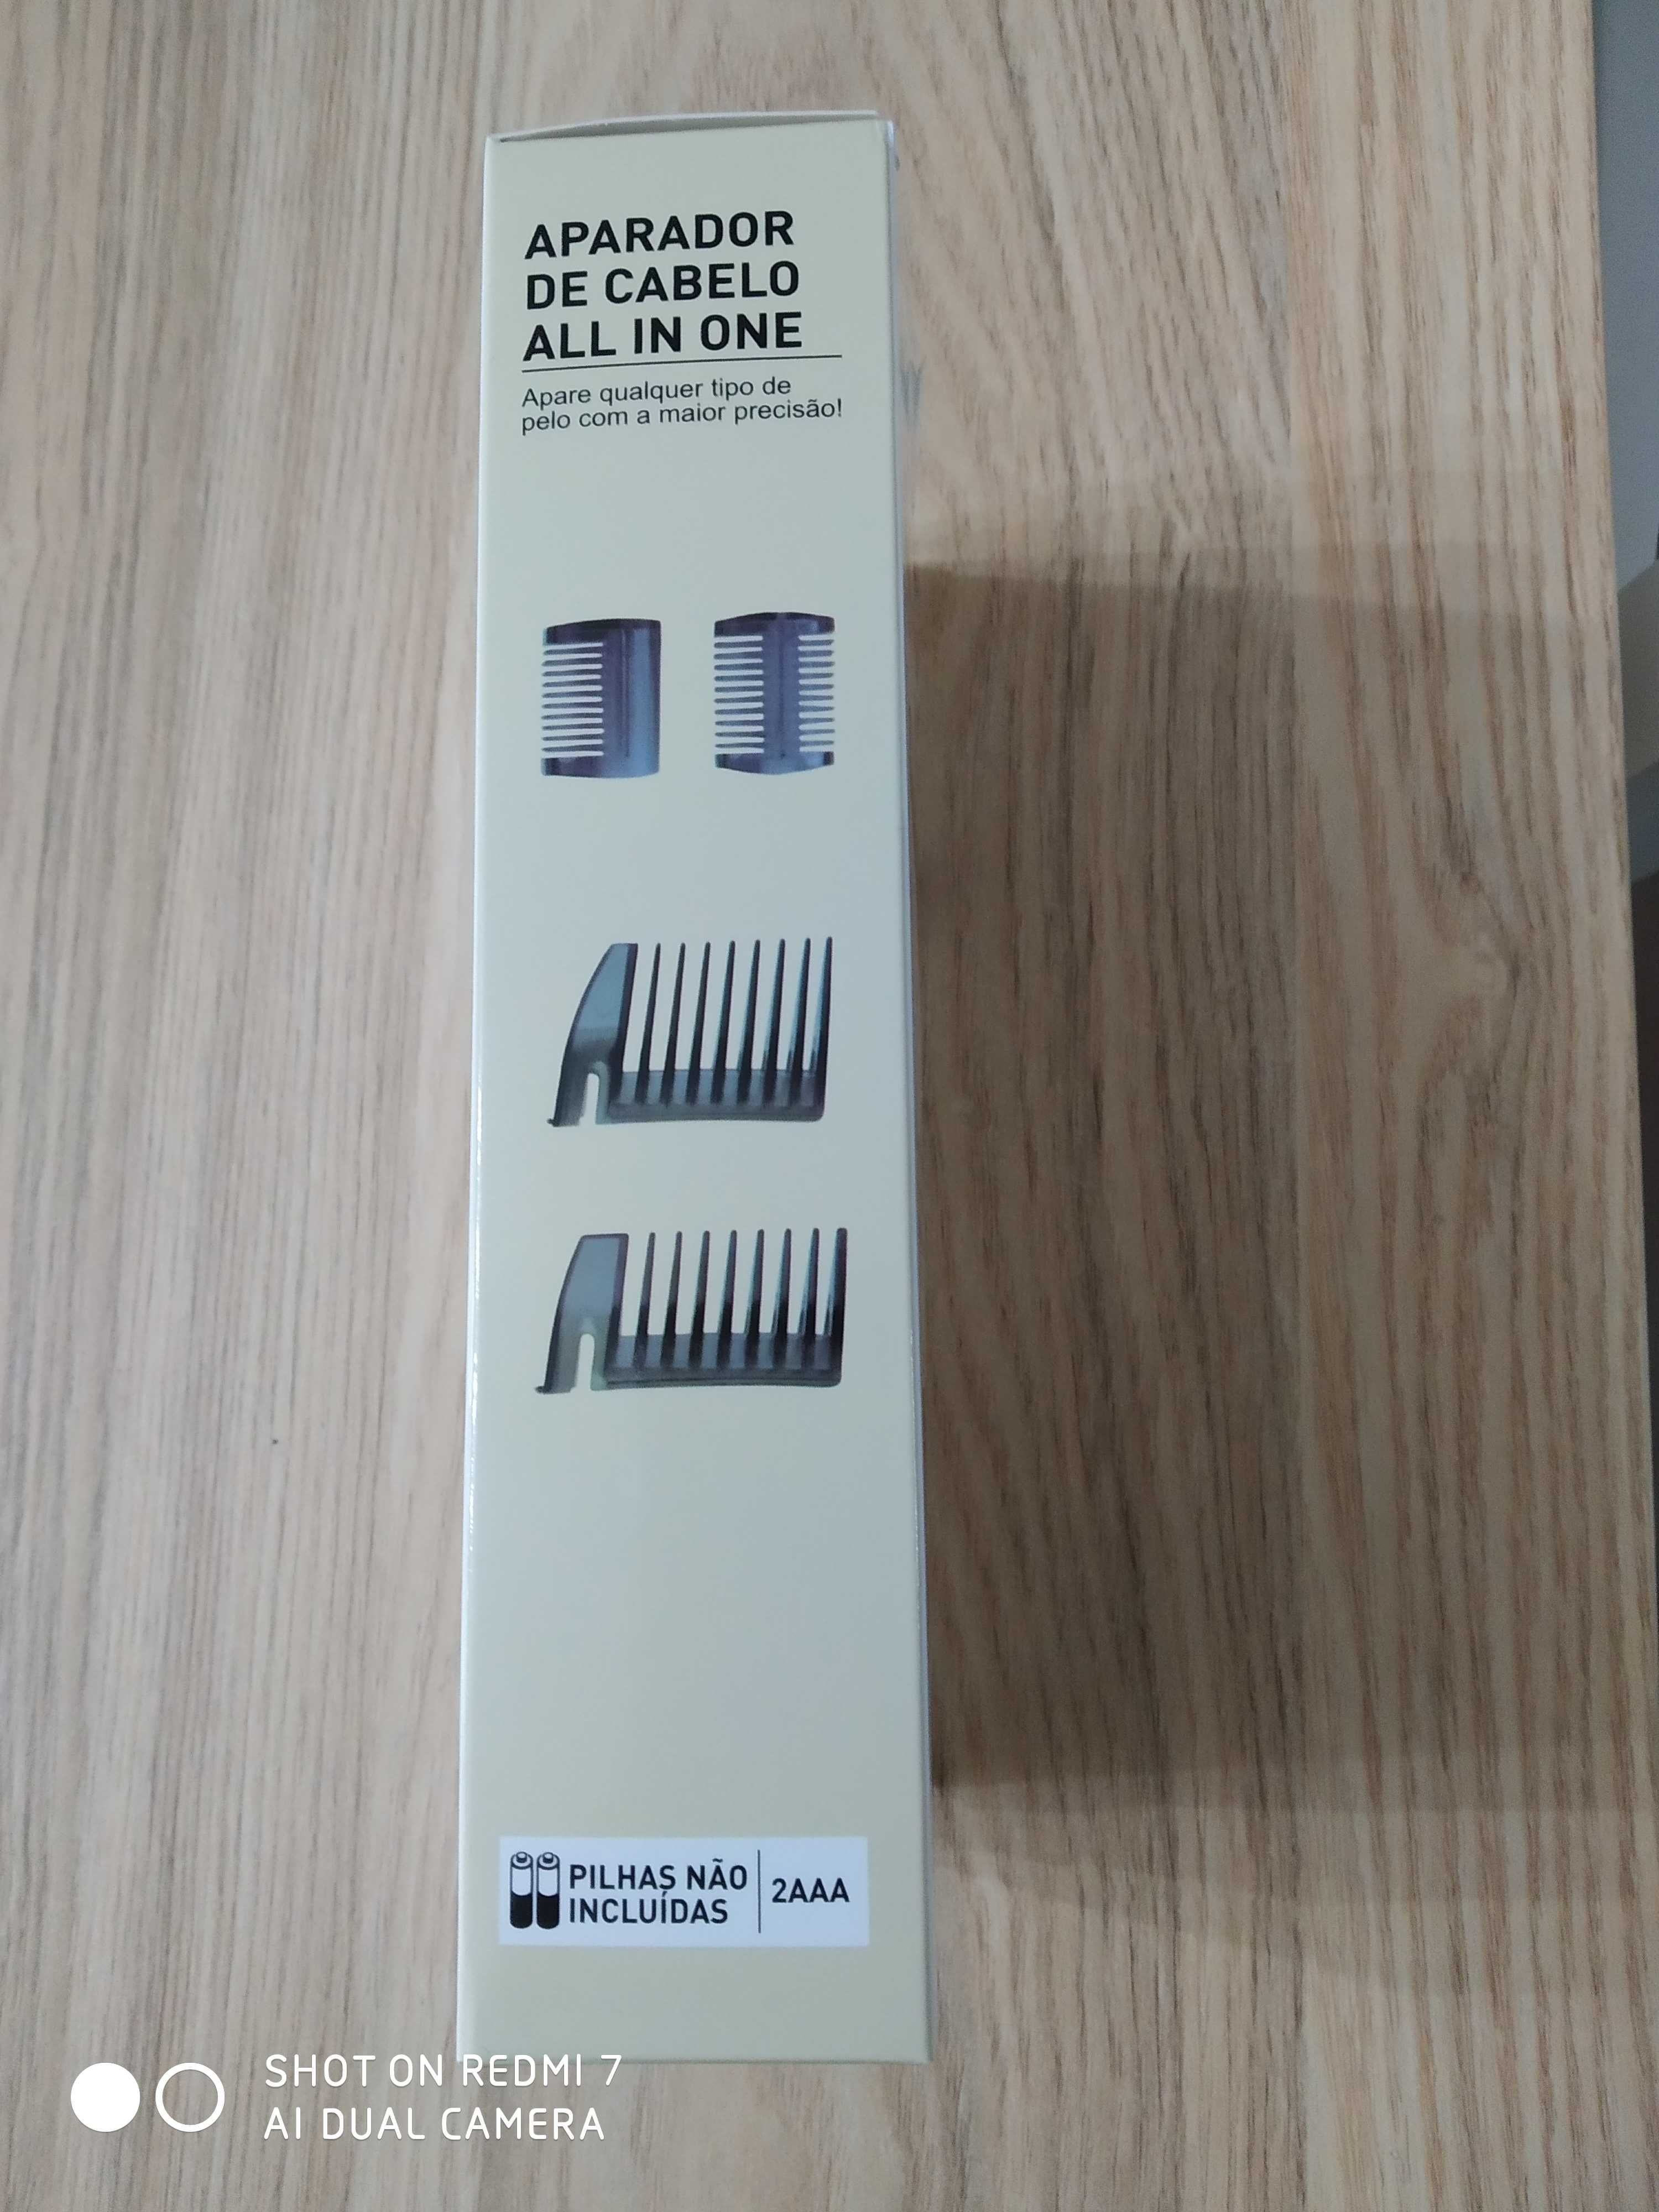 APARADOR
DE CABELO
ALL IN ONE
Apare qualquer tipo de
pelo com a maior precisão!
PILHAS NÃO
INCLUÍDAS
2AAA
SHOT ON REDMI 7
AI DUAL CAMERA